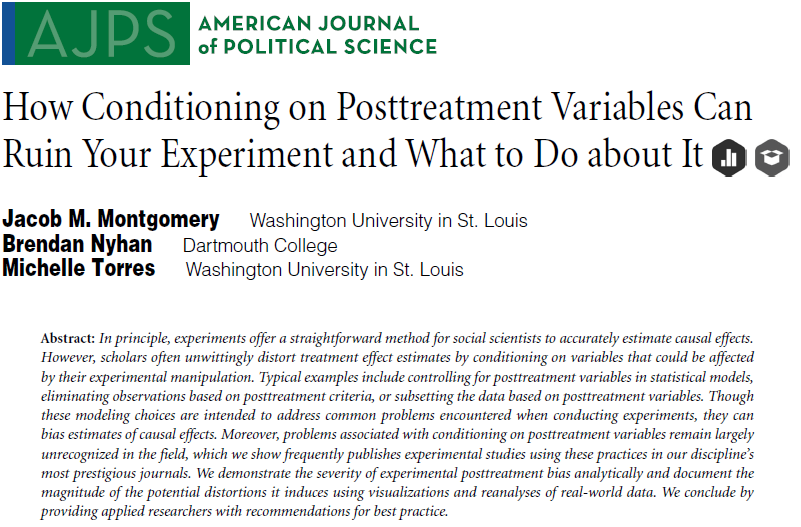 AJPS
AMERICAN JOURNAL
of POLITICAL SCIENCE
How Conditioning on Posttreatment Variables Can
Ruin Your Experiment and What to Do about It
Jacob M. Montgomery Washington University in St. Louis
Brendan Nyhan Dartmouth College
Michelle Torres Washington University in St. Louis
Abstract: In principle, experiments offer a straightforward method for social scientists to accurately estimate causal effects.
However, scholars often unwittingly distort treatment effect estimates by conditioning on variables that could be affected
by their experimental manipulation. Typical examples include controlling for posttreatment variables in statistical models,
eliminating observations based on posttreatment criteria, or subsetting the data based on posttreatment variables. Though
these modeling choices are intended to address common problems encountered when conducting experiments, they can
bias estimates of causal effects. Moreover, problems associated with conditioning on posttreatment variables remain largely
unrecognized in the field, which we show frequently publishes experimental studies using these practices in our discipline's
most prestigious journals. We demonstrate the severity of experimental posttreatment bias analytically and document the
magnitude of the potential distortions it induces using visualizations and reanalyses of real-world data. We conclude by
providing applied researchers with recommendations for best practice.